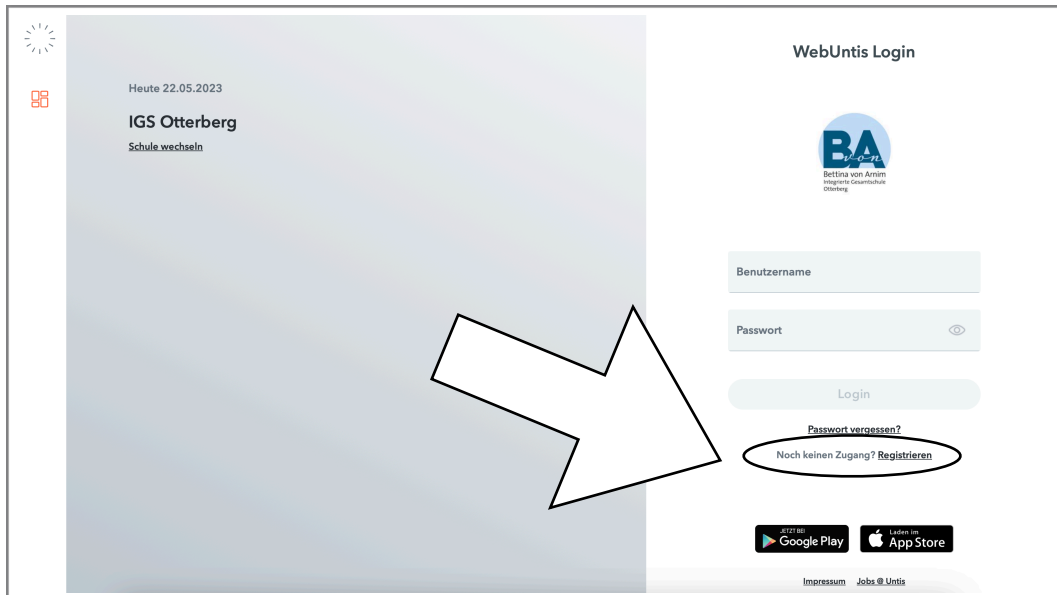 Heute 22.05.2023
IGS Otterberg
Schule wechseln
WebUntis Login
BA
von
Bettina von Arnim
Integrierte Gesamtschule
Otterberg
Benutzername
Passwort
Login
Passwort vergessen?
Noch keinen Zugang? Registrieren
JETZT BEI
Google Play
Laden im
App Store
Impressum Jobs @ Untis